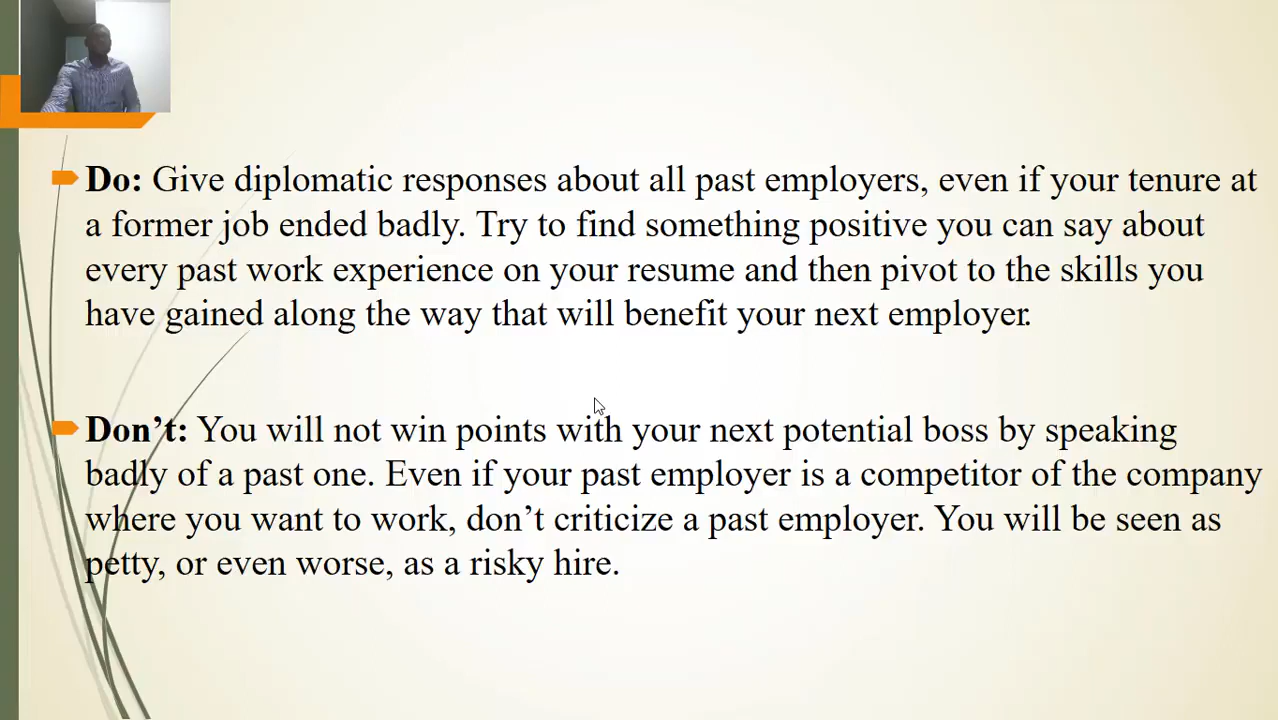 Do: Give diplomatic responses about all past employers, even if your tenure at
a former job ended badly. Try to find something positive you can say about
every past work experience on your resume and then pivot to the skills you
have gained along the way that will benefit your next employer.
Don’t: You will not win points with your next potential boss by speaking
badly of a past one. Even if your past employer is a competitor of the company
where you want to work, don’t criticize a past employer. You will be seen as
petty, or even worse, as a risky hire.